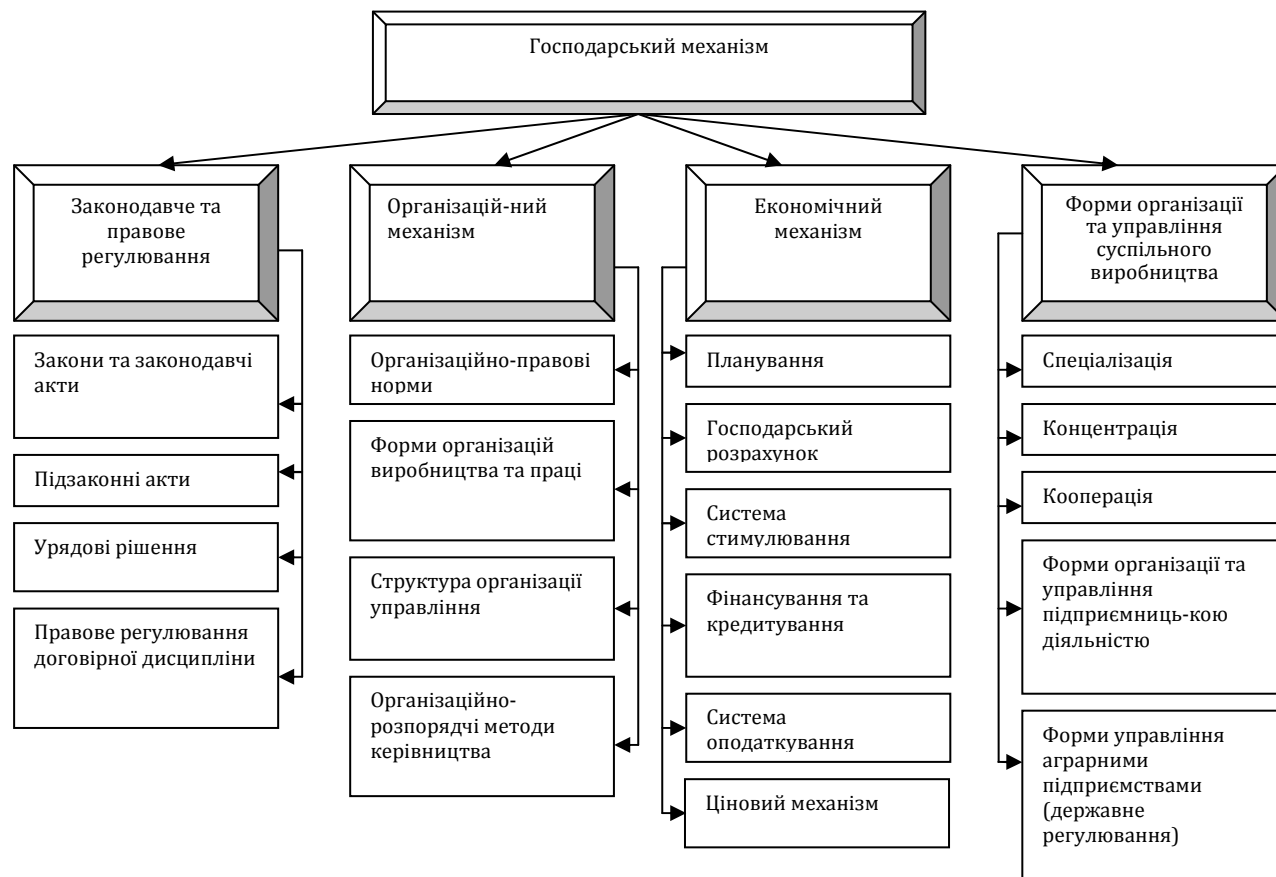 Господарський механізм
Законодавче та
правове
регулювання
Організацій-ний
механізм
Економічний
механізм
Форми організації
та управління
суспільного
виробництва
Закони та законодавчі
акти
Підзаконні акти
Урядові рішення
Правове регулювання
договірної дисципліни
Організаційно-правові
норми
Форми організацій
виробництва та праці
Структура організації
управління
Організаційно-
розпорядчі методи
керівництва
Планування
Господарський
розрахунок
Система
стимулювання
Фінансування та
кредитування
Система
оподаткування
Ціновий механізм
Спеціалізація
Концентрація
Кооперація
Форми організації та
управління
підприємниць-кою
діяльністю
Форми управління
аграрними
підприємствами
(державне
регулювання)